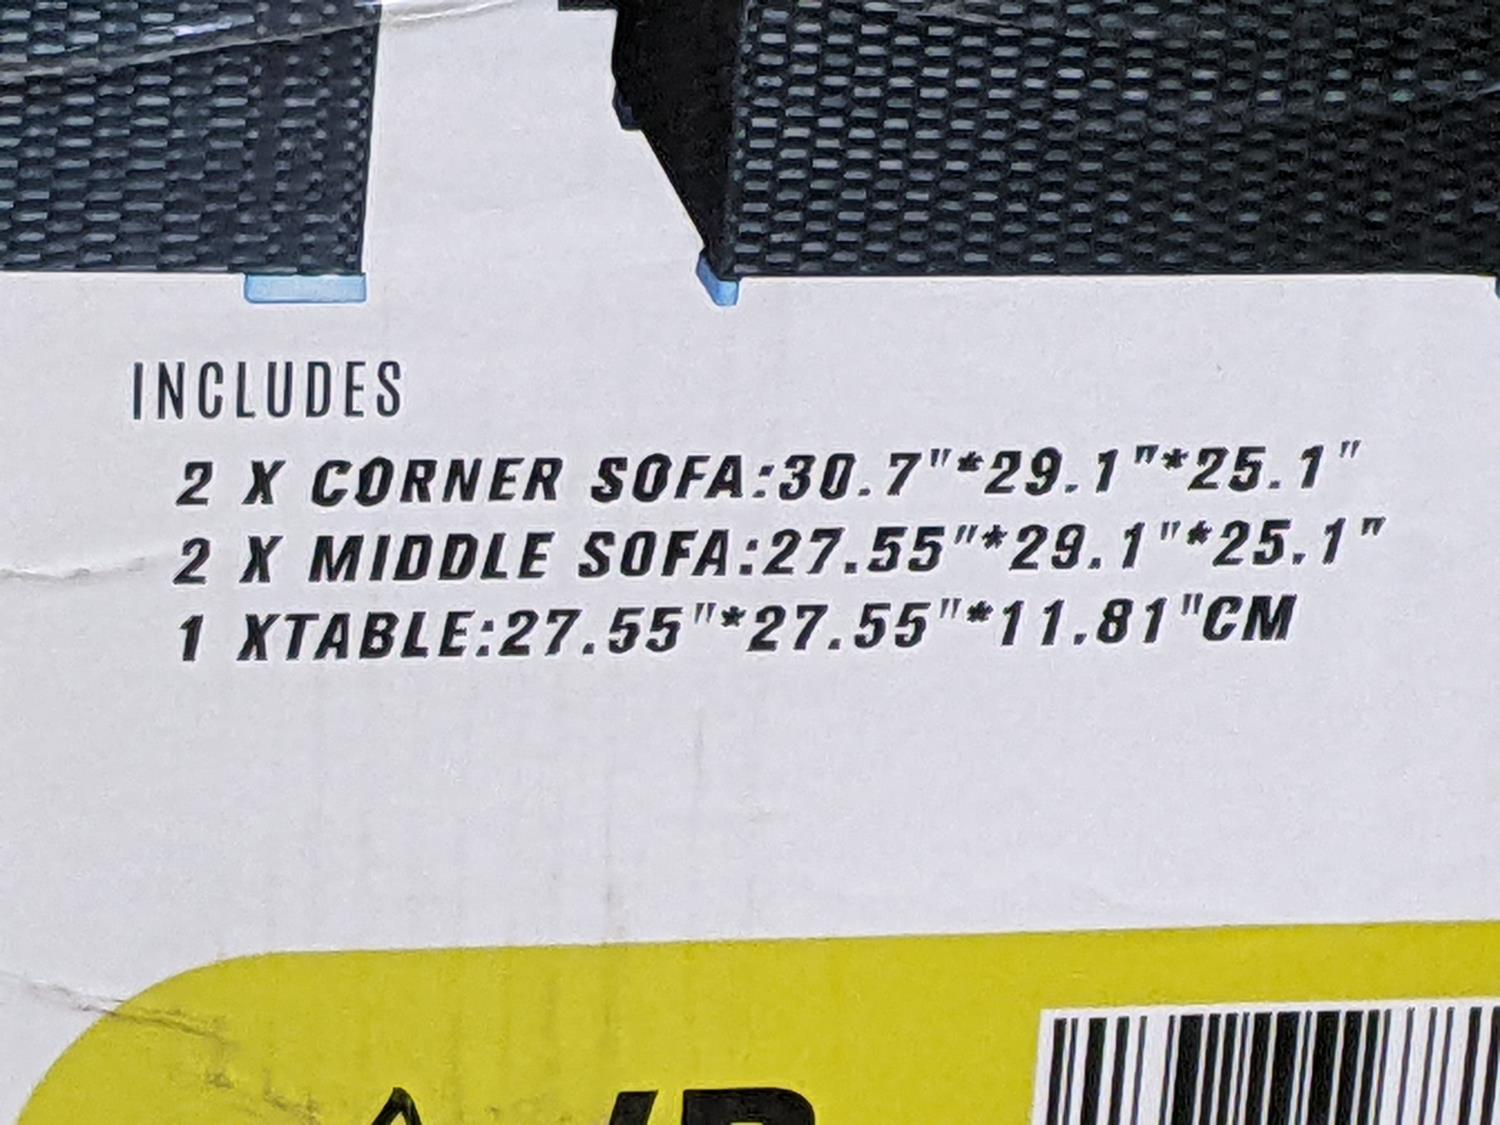 INCLUDES
2 X CORNER SOFA:30.7"*29.1"*25.1"
2 X MIDDLE SOFA:27.55"*29.1"*25.1"
1 XTABLE:27.55"*27.55"*11.81"CM